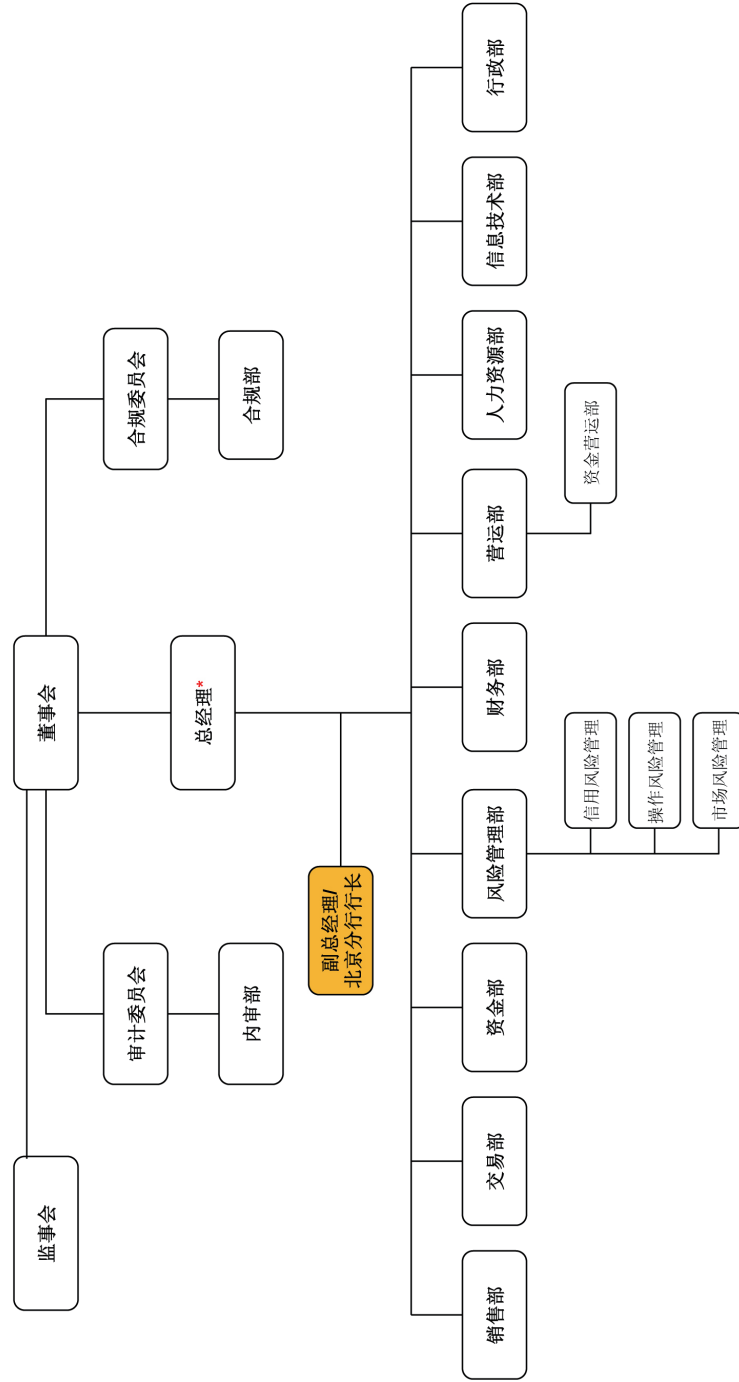 董事会
监事会
审计委员会
合规委员会
总经理*
内审部
合规部
副总经理/
北京分行行长
销售部
交易部
资金部
风险管理部
财务部
营运部
人力资源部
信息技术部
行政部
信用风险管理
操作风险管理
市场风险管理
资金营运部